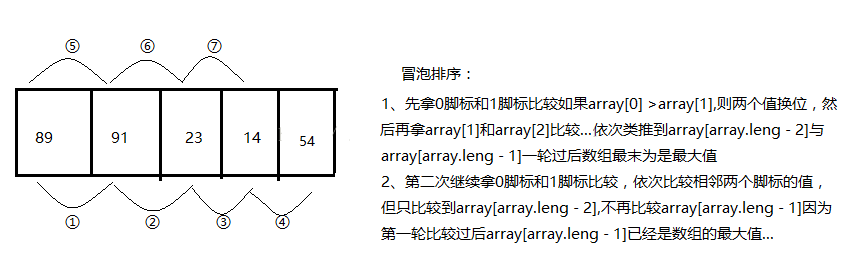 ⑤ ⑥ ⑦
89 91 23 14 54
① ② ③ ④
冒泡排序：
1、先拿0脚标和1脚标比较如果array[0] >array[1],则两个值换位，然
后再拿array[1]和array[2]比较...依次类推到array[array.leng - 2]与
array[array.leng - 1]一轮过后数组最末为是最大值
2、第二次继续拿0脚标和1脚标比较，依次比较相邻两个脚标的值，
但只比较到array[array.leng - 2],不再比较array[array.leng - 1]因为
第一轮比较过后array[array.leng - 1]已经是数组的最大值...